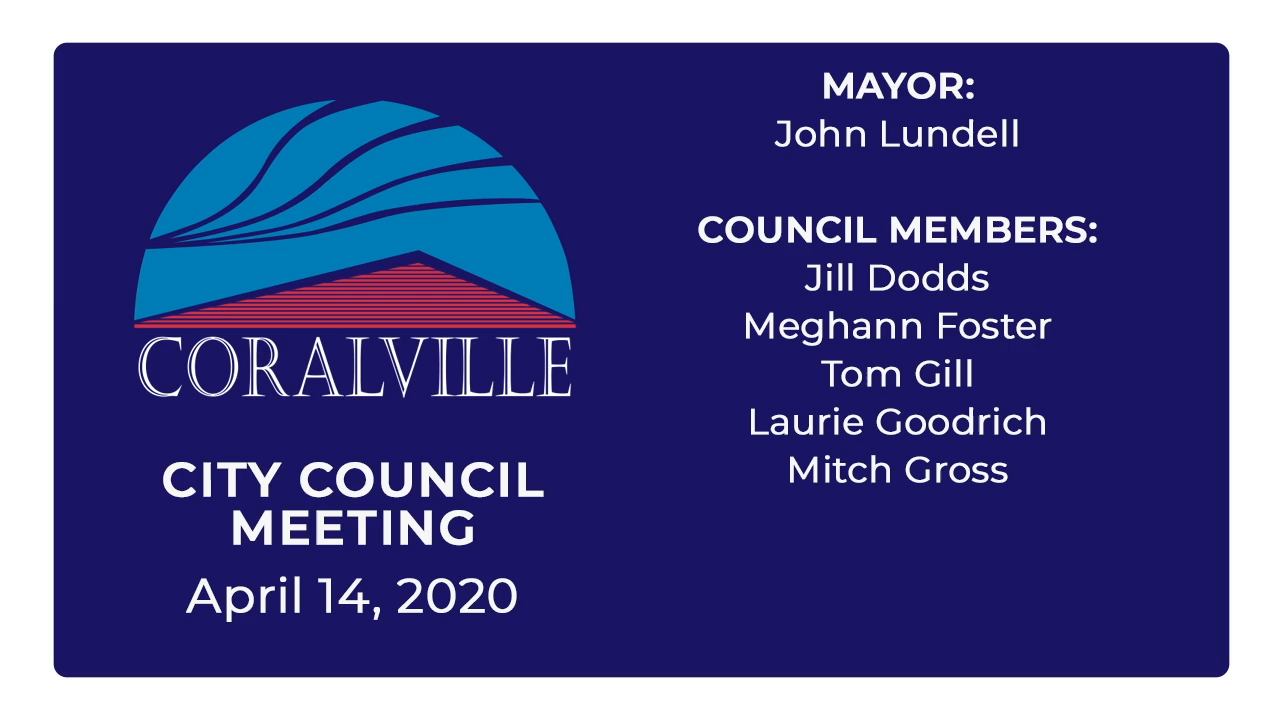 CORALVILLE
CITY COUNCIL
MEETING
April 14, 2020
MAYOR:
John Lundell
COUNCIL MEMBERS:
Jill Dodds
Meghann Foster
Tom Gill
Laurie Goodrich
Mitch Gross